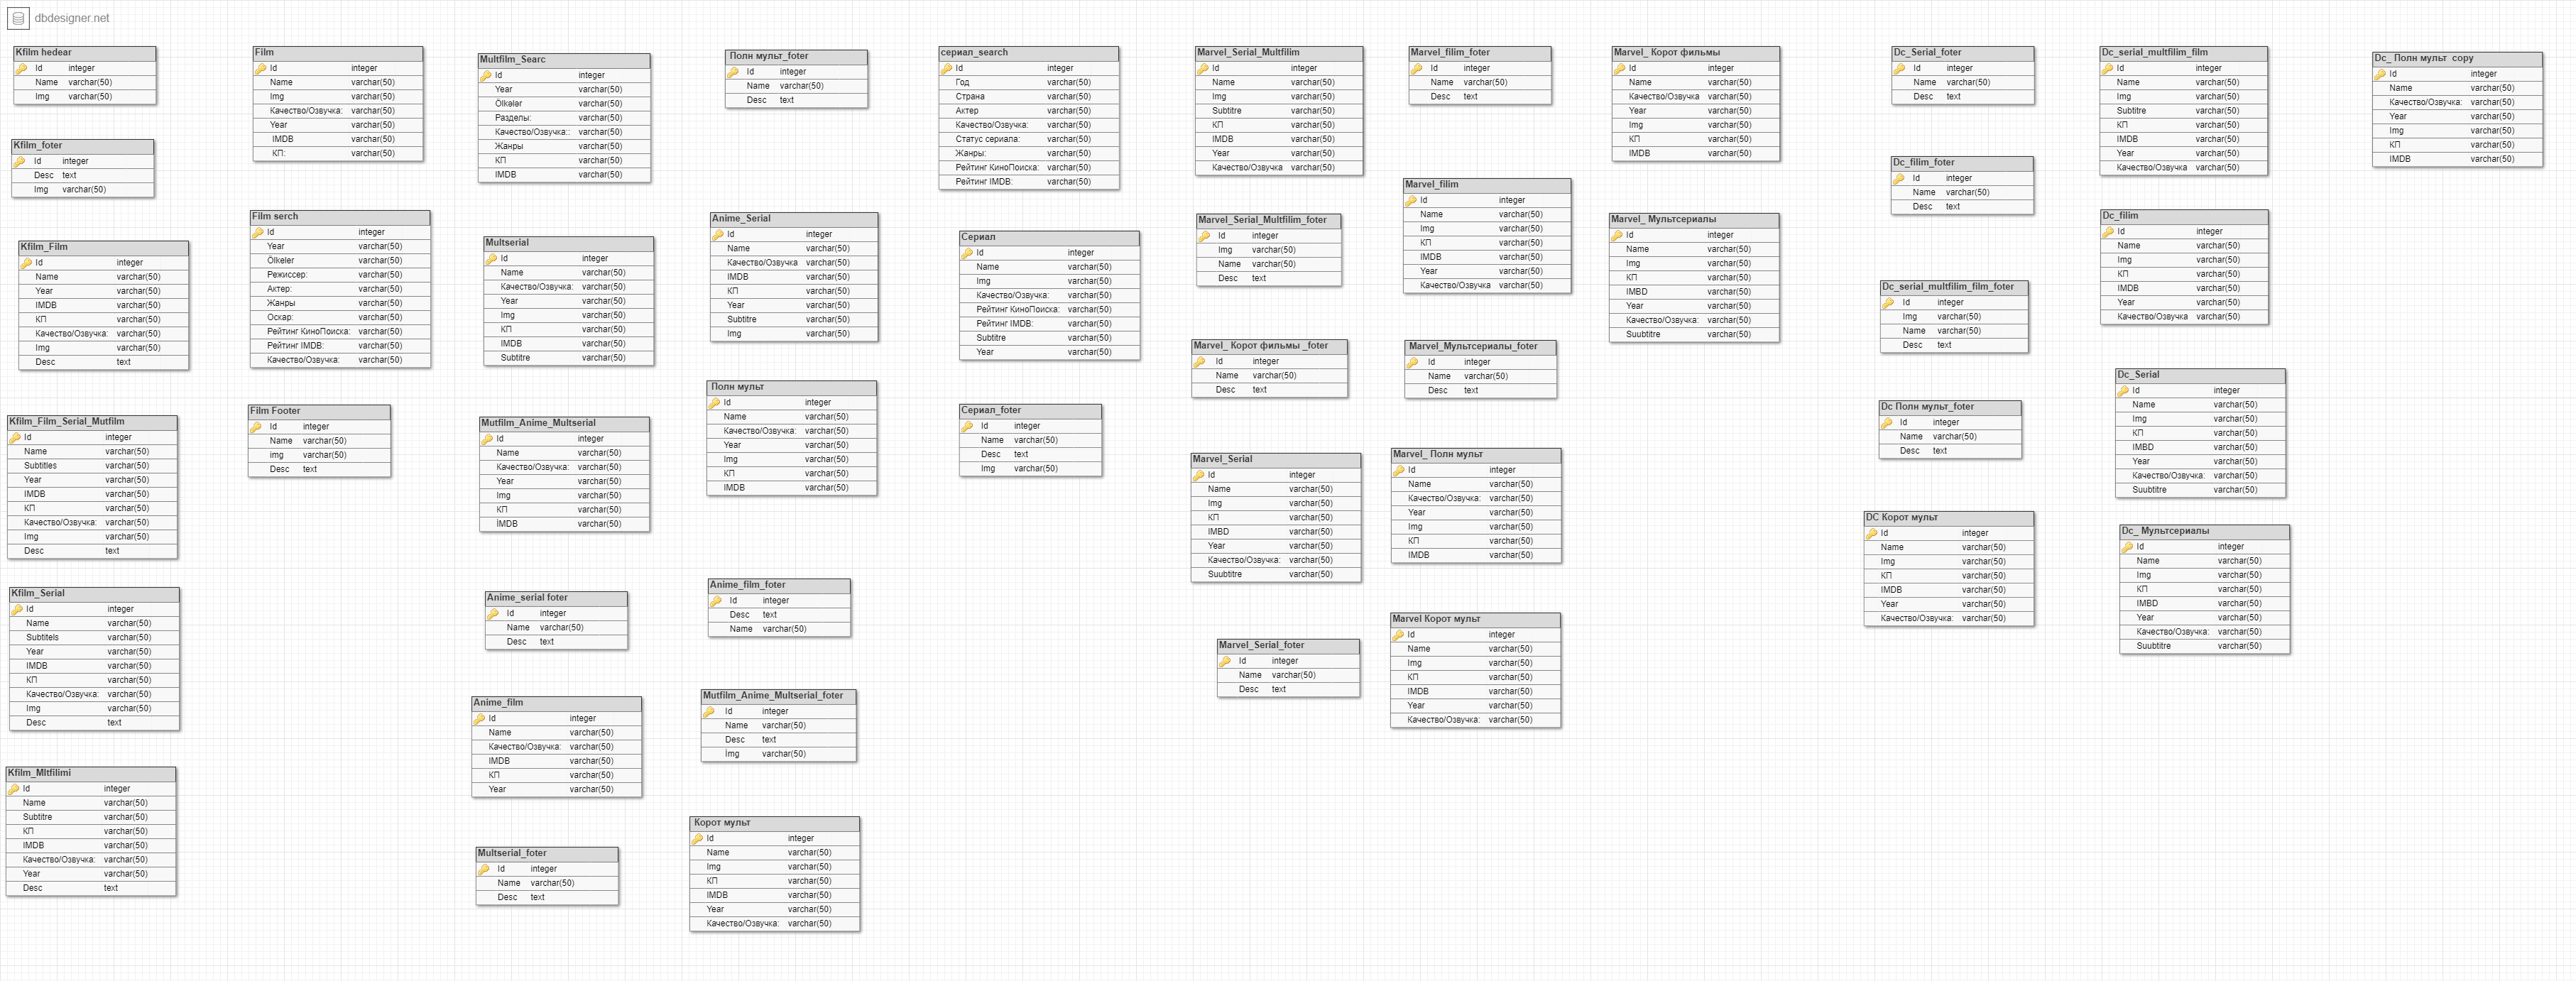 dbdesigner.net
Kfilm hedear
Id integer
Name varchar(50)
Img varchar(50)
Kfilm_foter
Id integer
Desc text
Img varchar(50)
Kfilm_Film
Id integer
Name varchar(50)
Year varchar(50)
IMDB varchar(50)
КП varchar(50)
Качество/Озвучка: varchar(50)
Img varchar(50)
Desc text
Kfilm_Film_Serial_Mutfilm
Id integer
Name varchar(50)
Subtitles varchar(50)
Year varchar(50)
IMDB varchar(50)
КП varchar(50)
Качество/Озвучка: varchar(50)
Img varchar(50)
Desc text
Kfilm_Serial
Id integer
Name varchar(50)
Subtitels varchar(50)
Year varchar(50)
IMDB varchar(50)
КП varchar(50)
Качество/Озвучка: varchar(50)
Img varchar(50)
Desc text
Kfilm_Mltfilimi
Id integer
Name varchar(50)
Subtitre varchar(50)
КП varchar(50)
IMDB varchar(50)
Качество/Озвучка: varchar(50)
Year varchar(50)
Desc text
Film
Id integer
Name varchar(50)
Img varchar(50)
Качество/Озвучка: varchar(50)
Year varchar(50)
IMDB varchar(50)
КП: varchar(50)
Film serch
Id integer
Year varchar(50)
Ölkeler varchar(50)
Режиссер: varchar(50)
Актер: varchar(50)
Жанры varchar(50)
Оскар: varchar(50)
Рейтинг КиноПоиска: varchar(50)
Рейтинг IMDB: varchar(50)
Качество/Озвучка: varchar(50)
Film Footer
Id integer
Name varchar(50)
img varchar(50)
Desc text
Multfilm_Searc
Id integer
Year varchar(50)
Ölkələr varchar(50)
Разделы: varchar(50)
Качество/Озвучка:: varchar(50)
Жанры varchar(50)
КП varchar(50)
IMDB varchar(50)
Multserial
Id integer
Name varchar(50)
Качество/Озвучка: varchar(50)
Year varchar(50)
Img varchar(50)
КП varchar(50)
IMDB varchar(50)
Subtitre varchar(50)
Mutfilm_Anime_Multserial
Id integer
Name varchar(50)
Качество/Озвучка: varchar(50)
Year varchar(50)
Img varchar(50)
КП varchar(50)
İMDB varchar(50)
Anime_serial foter
Id integer
Name varchar(50)
Desc text
Anime_film
Id integer
Name varchar(50)
Качество/Озвучка: varchar(50)
IMDB varchar(50)
КП varchar(50)
Year varchar(50)
Multserial_foter
Id integer
Name varchar(50)
Desc text
Полн мульт_foter
Id integer
Name varchar(50)
Desc text
Anime_Serial
Id integer
Name varchar(50)
Качество/Озвучка varchar(50)
IMDB varchar(50)
КП varchar(50)
Year varchar(50)
Subtitre varchar(50)
Img varchar(50)
Полн мульт
Id integer
Name varchar(50)
Качество/Озвучка: varchar(50)
Year varchar(50)
Img varchar(50)
КП varchar(50)
IMDB varchar(50)
Anime_film_foter
Id integer
Desc text
Name varchar(50)
Mutfilm_Anime_Multserial_foter
Id integer
Name varchar(50)
Desc text
İmg varchar(50)
Корот мульт
Id integer
Name varchar(50)
Img varchar(50)
КП varchar(50)
IMDB varchar(50)
Year varchar(50)
Качество/Озвучка: varchar(50)
сериал_search
Id integer
Год varchar(50)
Страна varchar(50)
Актер varchar(50)
Качество/Озвучка: varchar(50)
Статус сериала: varchar(50)
Жанры: varchar(50)
Рейтинг КиноПоиска: varchar(50)
Рейтинг IMDB: varchar(50)
Сериал
Id integer
Name varchar(50)
Img varchar(50)
Качество/Озвучка: varchar(50)
Рейтинг КиноПоиска: varchar(50)
Рейтинг IMDB: varchar(50)
Subtitre varchar(50)
Year varchar(50)
Сериал_foter
Id integer
Name varchar(50)
Desc text
Img varchar(50)
Marvel_Serial_Multfilim
Id integer
Name varchar(50)
Img varchar(50)
Subtitre varchar(50)
КП varchar(50)
IMDB varchar(50)
Year varchar(50)
Качество/Озвучка varchar(50)
Marvel_Serial_Multfilim_foter
Id integer
Img varchar(50)
Name varchar(50)
Desc text
Marvel_ Корот фильмы _foter
Id integer
Name varchar(50)
Desc text
Marvel_Serial
Id integer
Name varchar(50)
Img varchar(50)
КП varchar(50)
IMBD varchar(50)
Year varchar(50)
Качество/Озвучка: varchar(50)
Suubtitre varchar(50)
Marvel_Serial_foter
Id integer
Name varchar(50)
Desc text
Marvel_filim_foter
Id integer
Name varchar(50)
Desc text
Marvel_filim
Id integer
Name varchar(50)
Img varchar(50)
КП varchar(50)
IMDB varchar(50)
Year varchar(50)
Качество/Озвучка varchar(50)
Marvel_Мультсериалы_foter
Id integer
Name varchar(50)
Desc text
Marvel_ Полн мульт
Id integer
Name varchar(50)
Качество/Озвучка: varchar(50)
Year varchar(50)
Img varchar(50)
КП varchar(50)
IMDB varchar(50)
Marvel Корот мульт
Id integer
Name varchar(50)
Img varchar(50)
КП varchar(50)
IMDB varchar(50)
Year varchar(50)
Качество/Озвучка: varchar(50)
Marvel_ Корот фильмы
Id integer
Name varchar(50)
Качество/Озвучка varchar(50)
Year varchar(50)
Img varchar(50)
КП varchar(50)
IMDB varchar(50)
Marvel_ Мультсериалы
Id integer
Name varchar(50)
Img varchar(50)
КП varchar(50)
IMBD varchar(50)
Year varchar(50)
Качество/Озвучка: varchar(50)
Suubtitre varchar(50)
Dc_Serial_foter
Id integer
Name varchar(50)
Desc text
Dc_filim_foter
Id integer
Name varchar(50)
Desc text
Dc_serial_multfilim_film_foter
Id integer
Img varchar(50)
Name varchar(50)
Desc text
Dc Полн мульт_foter
Id integer
Name varchar(50)
Desc text
DC Корот мульт
Id integer
Name varchar(50)
Img varchar(50)
КП varchar(50)
IMDB varchar(50)
Year varchar(50)
Качество/Озвучка: varchar(50)
Dc_serial_multfilim_film
Id integer
Name varchar(50)
Img varchar(50)
Subtitre varchar(50)
КП varchar(50)
IMDB varchar(50)
Year varchar(50)
Качество/Озвучка varchar(50)
Dc_filim
Id integer
Name varchar(50)
Img varchar(50)
КП varchar(50)
IMDB varchar(50)
Year varchar(50)
Качество/Озвучка varchar(50)
Dc_Serial
Id integer
Name varchar(50)
Img varchar(50)
КП varchar(50)
IMBD varchar(50)
Year varchar(50)
Качество/Озвучка: varchar(50)
Suubtitre varchar(50)
Dc_ Мультсериалы
Id integer
Name varchar(50)
Img varchar(50)
КП varchar(50)
IMBD varchar(50)
Year varchar(50)
Качество/Озвучка: varchar(50)
Suubtitre varchar(50)
Dc_ Полн мульт copy
Id integer
Name varchar(50)
Качество/Озвучка: varchar(50)
Year varchar(50)
Img varchar(50)
КП varchar(50)
IMDB varchar(50)